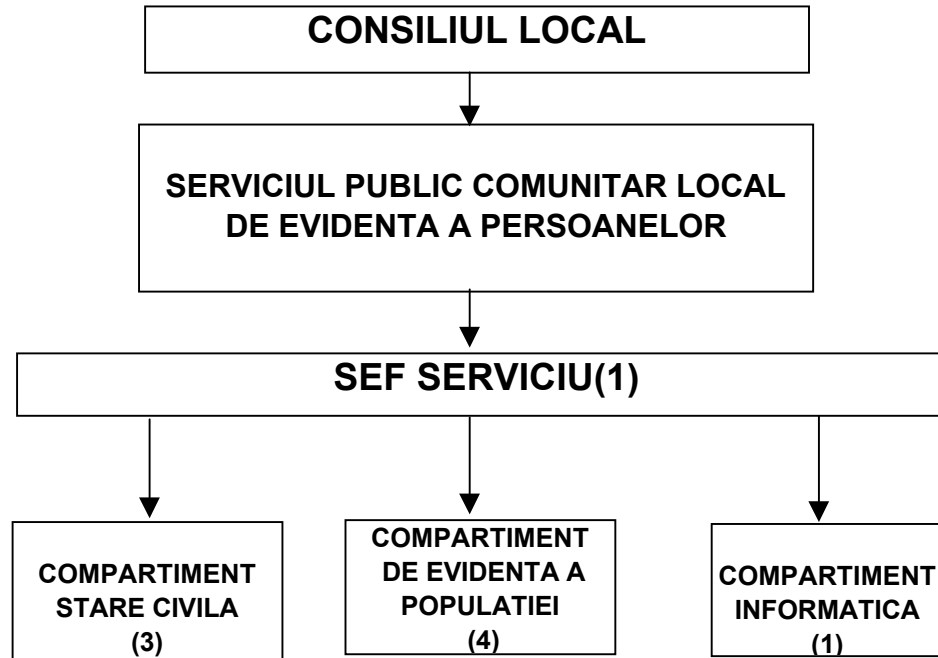 CONSILIUL LOCAL
SERVICIUL PUBLIC COMUNITAR LOCAL
DE EVIDENTA A PERSOANELOR
SEF SERVICIU(1)
COMPARTIMENT
STARE CIVILA
(3)
COMPARTIMENT
DE EVIDENTA A
POPULATIEI
(4)
COMPARTIMENT
INFORMATICA
(1)